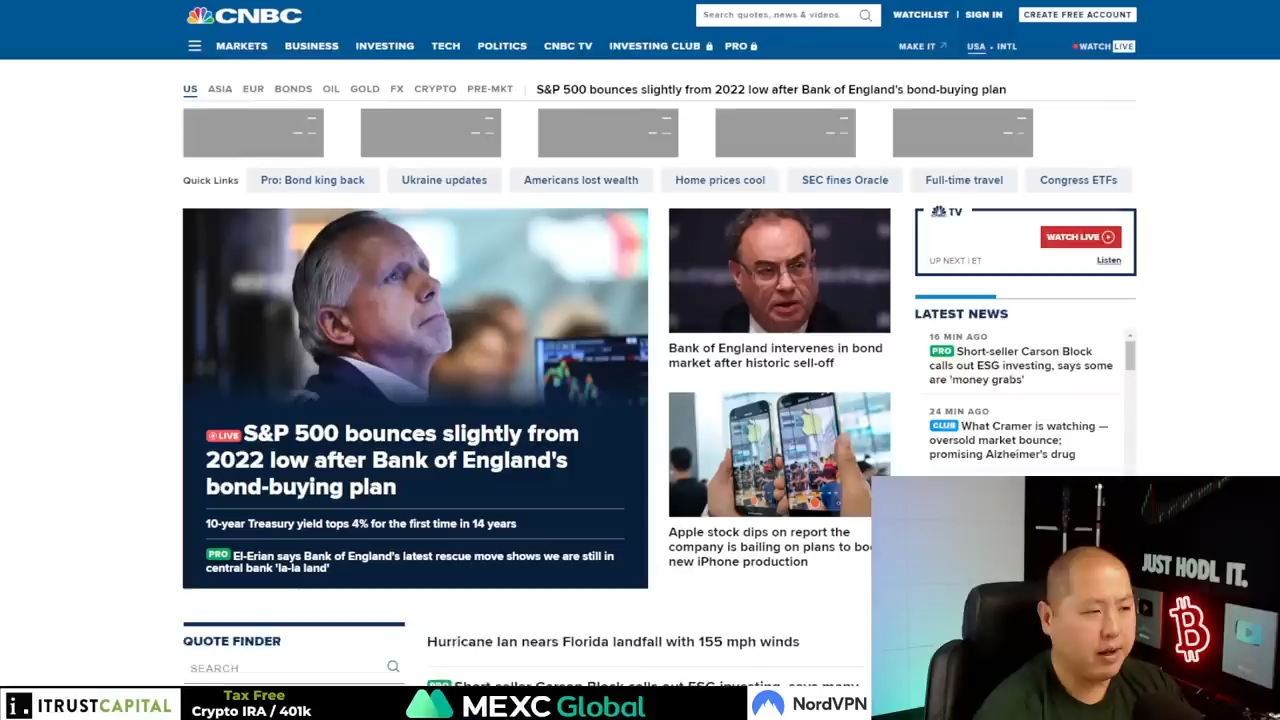 CNBC
Search quotes, news & videos
WATCHLIST | SIGN IN
CREATE FREE ACCOUNT
MARKETS BUSINESS INVESTING TECH POLITICS CNBC TV INVESTING CLUB PRO
MAKE IT USA • INTL WATCH LIVE
US ASIA EUR BONDS OIL GOLD FX CRYPTO PRE-MKT
S&P 500 bounces slightly from 2022 low after Bank of England's bond-buying plan
Quick Links Pro: Bond king back Ukraine updates Americans lost wealth Home prices cool SEC fines Oracle Full-time travel Congress ETFs
LIVE S&P 500 bounces slightly from
2022 low after Bank of England's
bond-buying plan
10-year Treasury yield tops 4% for the first time in 14 years
PRO El-Erian says Bank of England's latest rescue move shows we are still in
central bank 'la-la land'
Bank of England intervenes in bond
market after historic sell-off
Apple stock dips on report the
company is bailing on plans to boo
new iPhone production
TV
WATCH LIVE
UP NEXT | ET
Listen
LATEST NEWS
16 MIN AGO
PRO Short-seller Carson Block
calls out ESG investing, says some
are 'money grabs'
24 MIN AGO
CLUB What Cramer is watching —
oversold market bounce;
promising Alzheimer's drug
QUOTE FINDER
SEARCH
Hurricane Ian nears Florida landfall with 155 mph winds
PRO Short-seller Carson Block calls out ESG investing, says many
JUST HODL IT.
i. ITRUSTCAPITAL
Tax Free
Crypto IRA / 401k
MEXC Global
NordVPN